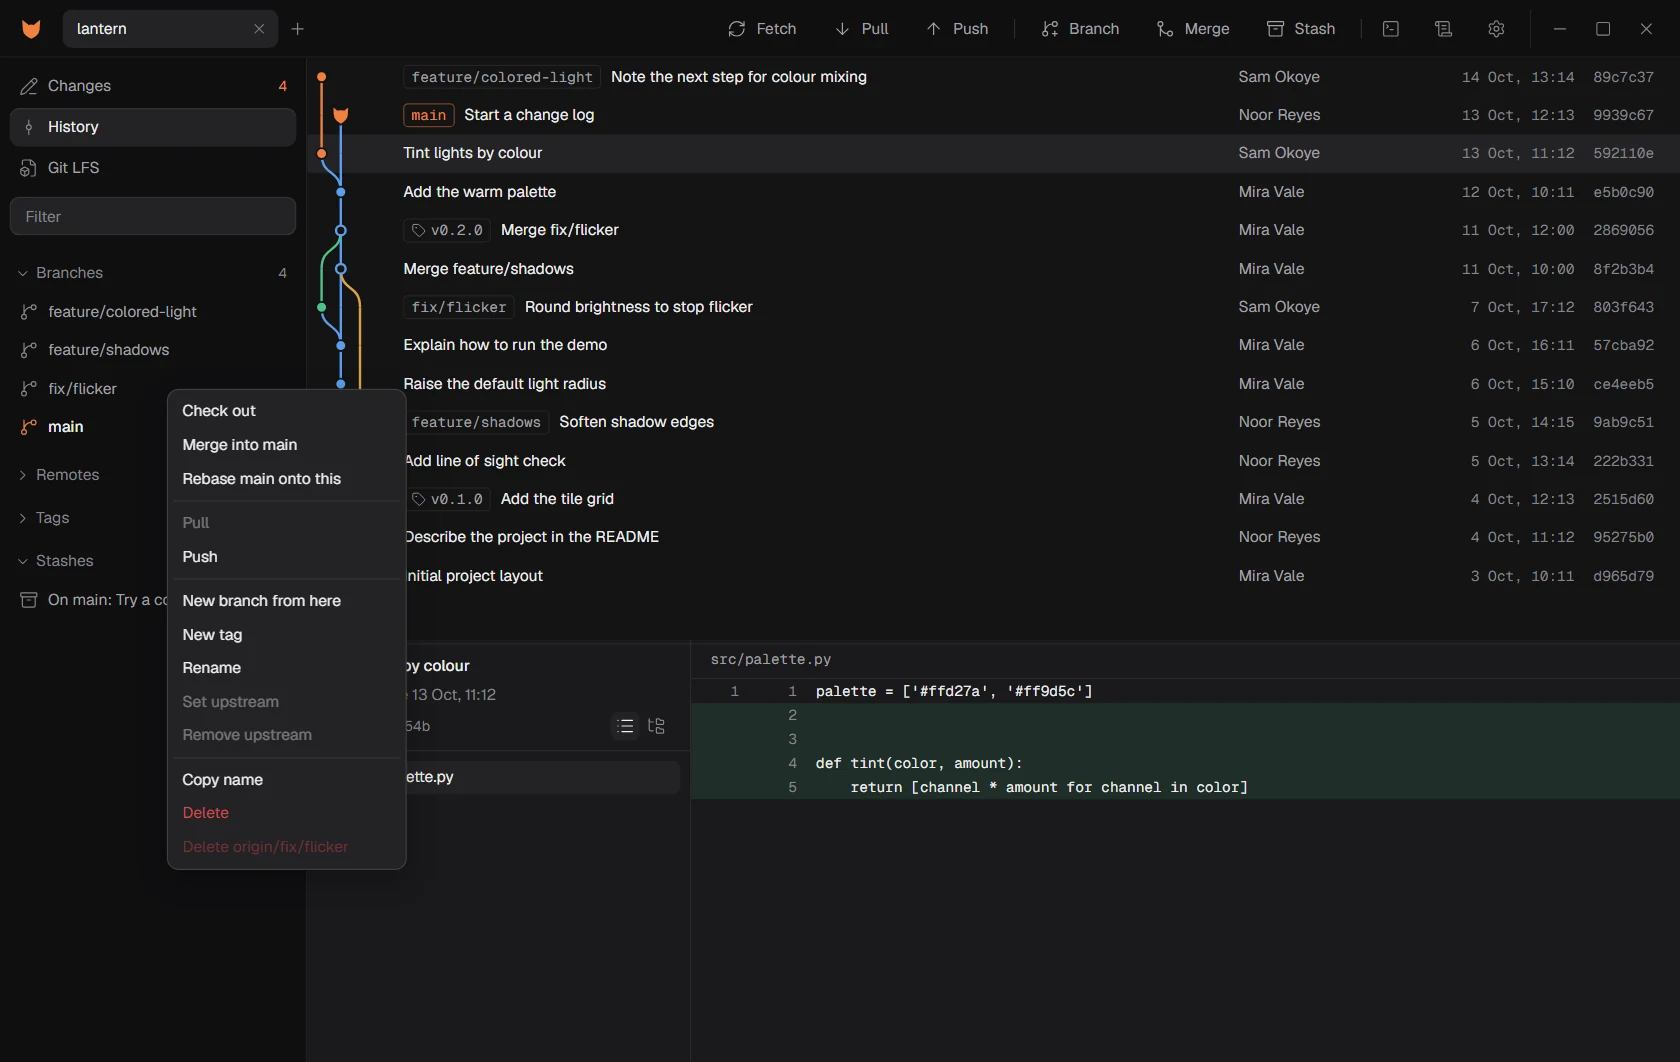 lantern
Fetch
Pull
Push
Branch
Merge
Stash
Changes 4
History
Git LFS
Filter
Branches 4
feature/colored-light
feature/shadows
fix/flicker
main
Remotes
Tags
Stashes
On main: Try a
feature/colored-light Note the next step for colour mixing Sam Okoye 14 Oct, 13:14 89c7c37
main Start a change log Noor Reyes 13 Oct, 12:13 9939c67
Tint lights by colour Sam Okoye 13 Oct, 11:12 592110e
Add the warm palette Mira Vale 12 Oct, 10:11 e5b0c90
v0.2.0 Merge fix/flicker Mira Vale 11 Oct, 12:00 2869056
Merge feature/shadows Mira Vale 11 Oct, 10:00 8f2b3b4
fix/flicker Round brightness to stop flicker Sam Okoye 7 Oct, 17:12 803f643
Explain how to run the demo Mira Vale 6 Oct, 16:11 57cba92
Raise the default light radius Mira Vale 6 Oct, 15:10 ce4eeb5
feature/shadows Soften shadow edges Noor Reyes 5 Oct, 14:15 9ab9c51
Add line of sight check Noor Reyes 5 Oct, 13:14 222b331
v0.1.0 Add the tile grid Mira Vale 4 Oct, 12:13 2515d60
Describe the project in the README Noor Reyes 4 Oct, 11:12 95275b0
Initial project layout Mira Vale 3 Oct, 10:11 d965d79
Check out
Merge into main
Rebase main onto this
Pull
Push
New branch from here
New tag
Rename
Set upstream
Remove upstream
Copy name
Delete
Delete origin/fix/flicker
by colour
13 Oct, 11:12
54b
ette.py
src/palette.py
1 1 palette = ['#ffd27a', '#ff9d5c']
2
3
4 def tint(color, amount):
5 return [channel * amount for channel in color]